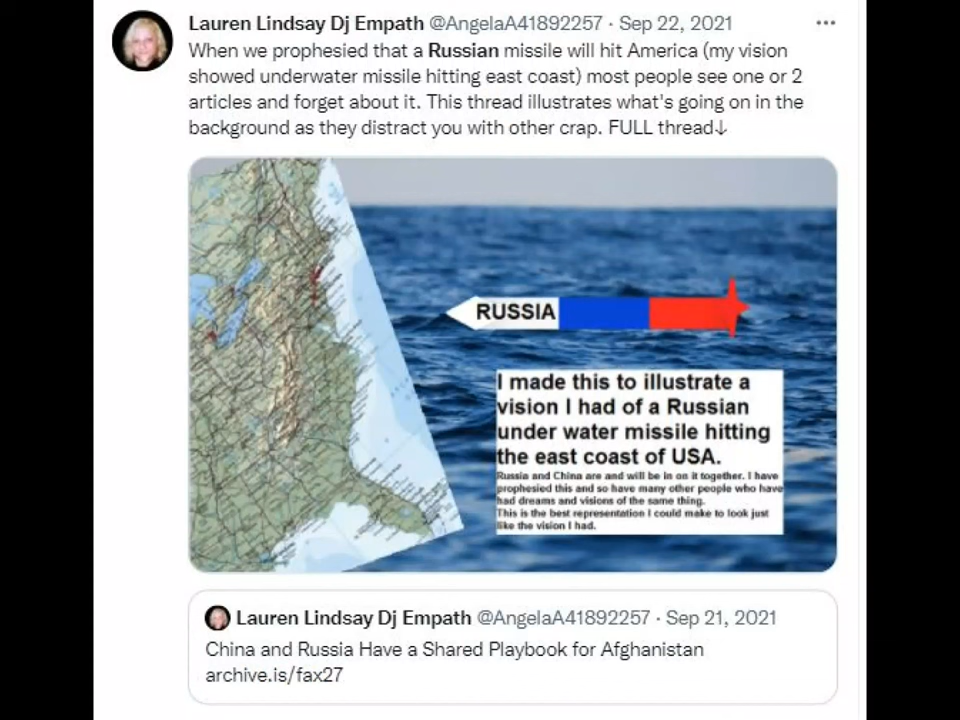 Lauren Lindsay Dj Empath @AngelaA41892257 · Sep 22, 2021
When we prophesied that a Russian missile will hit America (my vision
showed underwater missile hitting east coast) most people see one or 2
articles and forget about it. This thread illustrates what's going on in the
background as they distract you with other crap. FULL thread↓
RUSSIA
I made this to illustrate a
vision I had of a Russian
under water missile hitting
the east coast of USA.
Russia and China are and will be in on it together. I have
prophesied this and so have many other people who have
had dreams and visions of the same thing.
This is the best representation I could make to look just
like the vision I had.
Lauren Lindsay Dj Empath @AngelaA41892257 · Sep 21, 2021
China and Russia Have a Shared Playbook for Afghanistan
archive.is/fax27